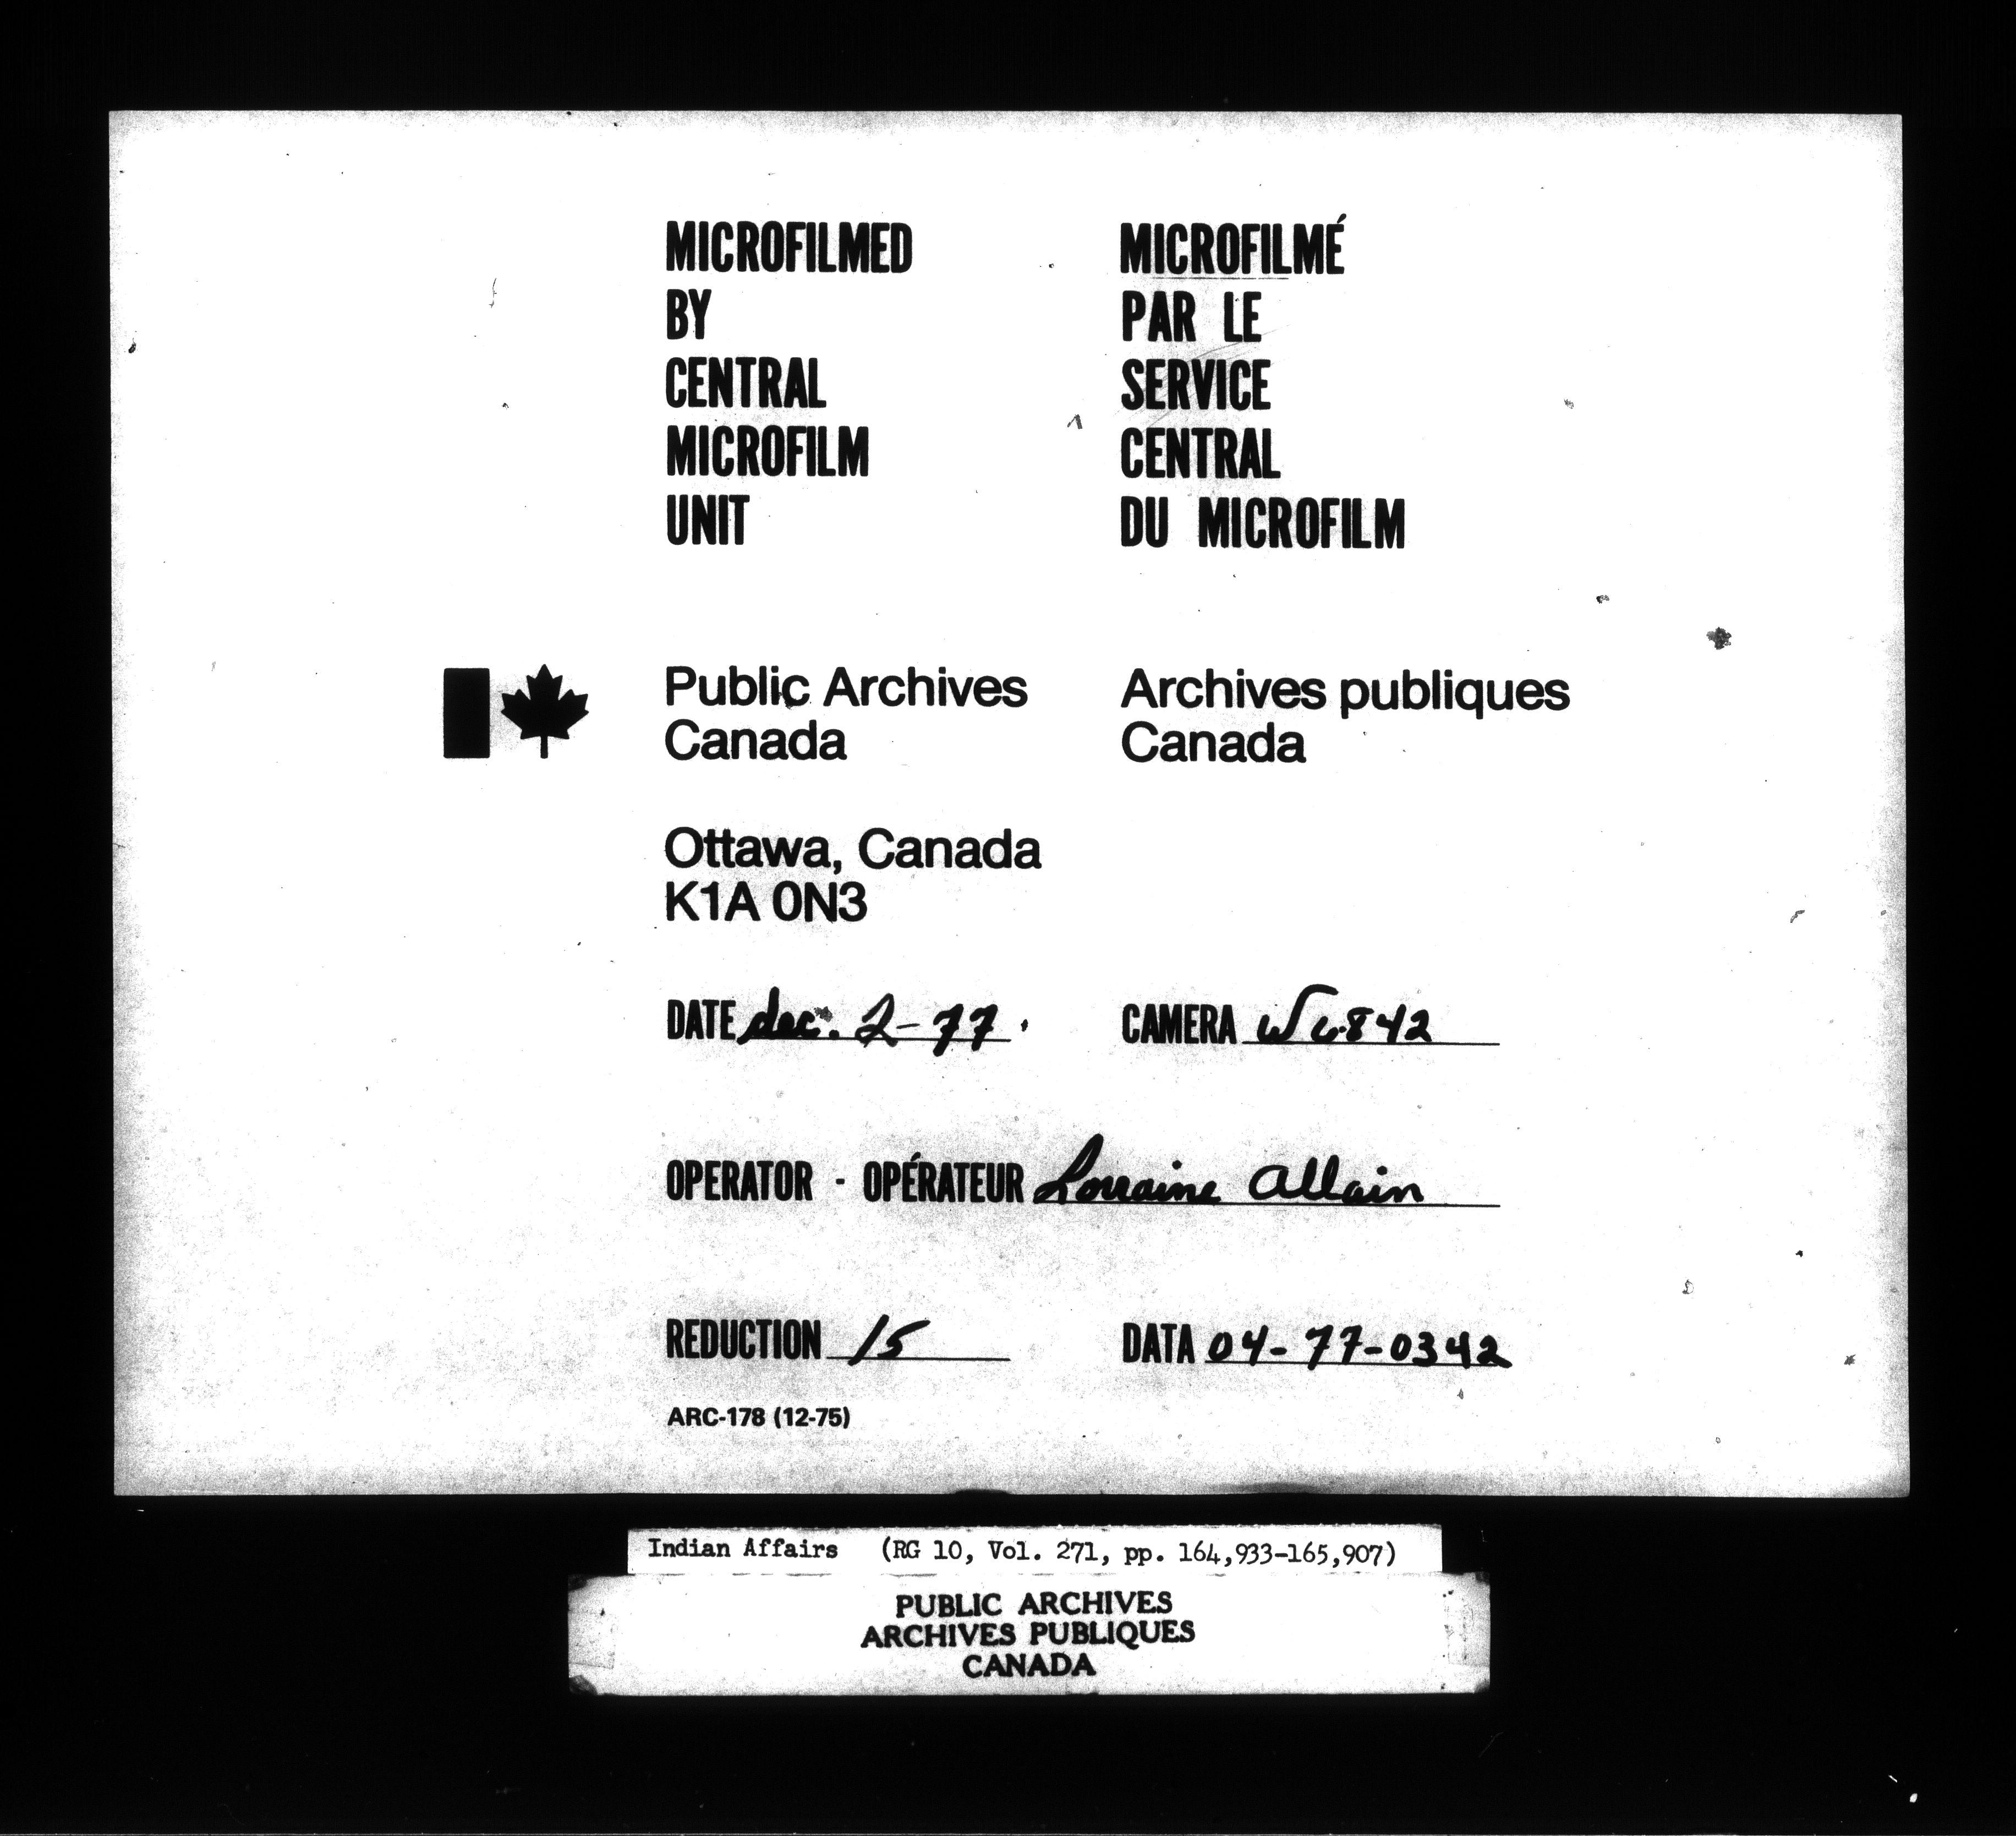 MICROFILMED
BY
CENTRAL
MICROFILM
UNIT
MICROFILMÉ
PAR LE
SERVICE
CENTRAL
DU MICROFILM
Public Archives
Canada
Archives publiques
Canada
Ottawa, Canada
K1A 0N3
DATE dec. 2-77.
CAMERA
OPERATOR - OPÉRATEUR Lorraine Allain
REDUCTION 15
DATA 04-77-0342
ARC-178 (12-75)
Indian Affairs (RG 10, Vol. 271, pp. 164,933-165,907)
PUBLIC ARCHIVES
ARCHIVES PUBLIQUES
CANADA